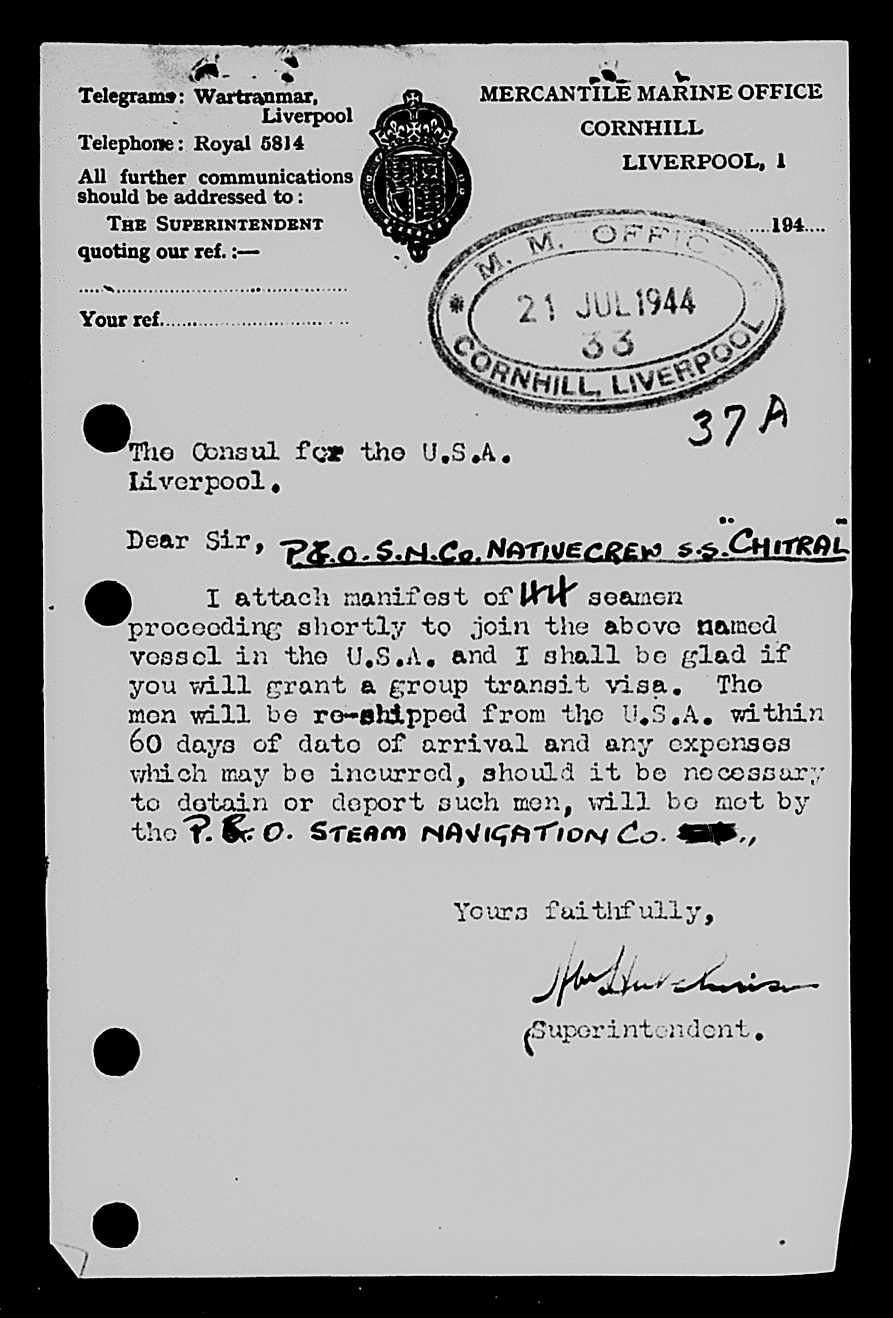 Telegrams: Wartranmar,
Liverpool
Telephone: Royal 5814
All further communications
should be addressed to:
THE SUPERINTENDENT
quoting our ref.:—
Your ref.
MERCANTILE MARINE OFFICE
CORNHILL
LIVERPOOL, 1
194
M. M. OFFICE
21 JUL 1944
33
CORNHILL, LIVERPOOL
37 A
The Consul for the U.S.A.
Liverpool.
Dear Sir, P.&.O. S.N.Co. NATIVE CREW S.S. "CHITRAL"
I attach manifest of 44 seamen
proceeding shortly to join the above named
vessel in the U.S.A. and I shall be glad if
you will grant a group transit visa. The
men will be re-shipped from the U.S.A. within
60 days of date of arrival and any expenses
which may be incurred, should it be necessary
to detain or deport such men, will be met by
the P. & O. STEAM NAVIGATION Co.
Yours faithfully,
Superintendent.